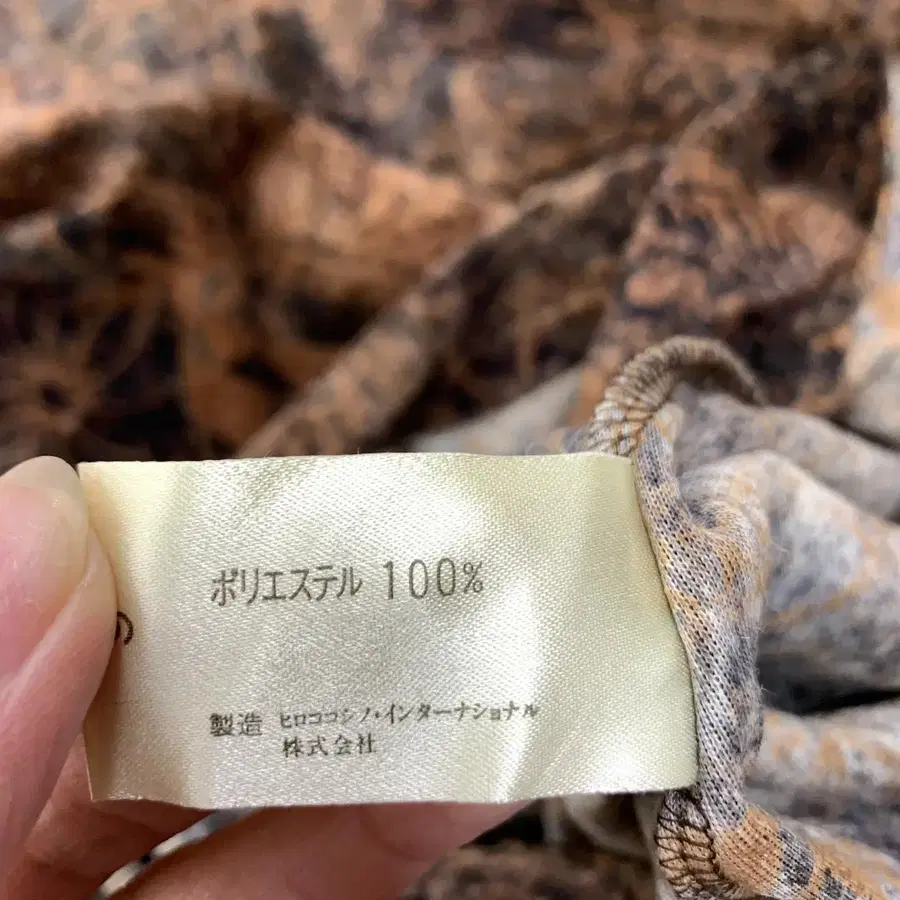 ポリエステル 100%
製造 ヒロココシノ・インターナショナル
株式会社